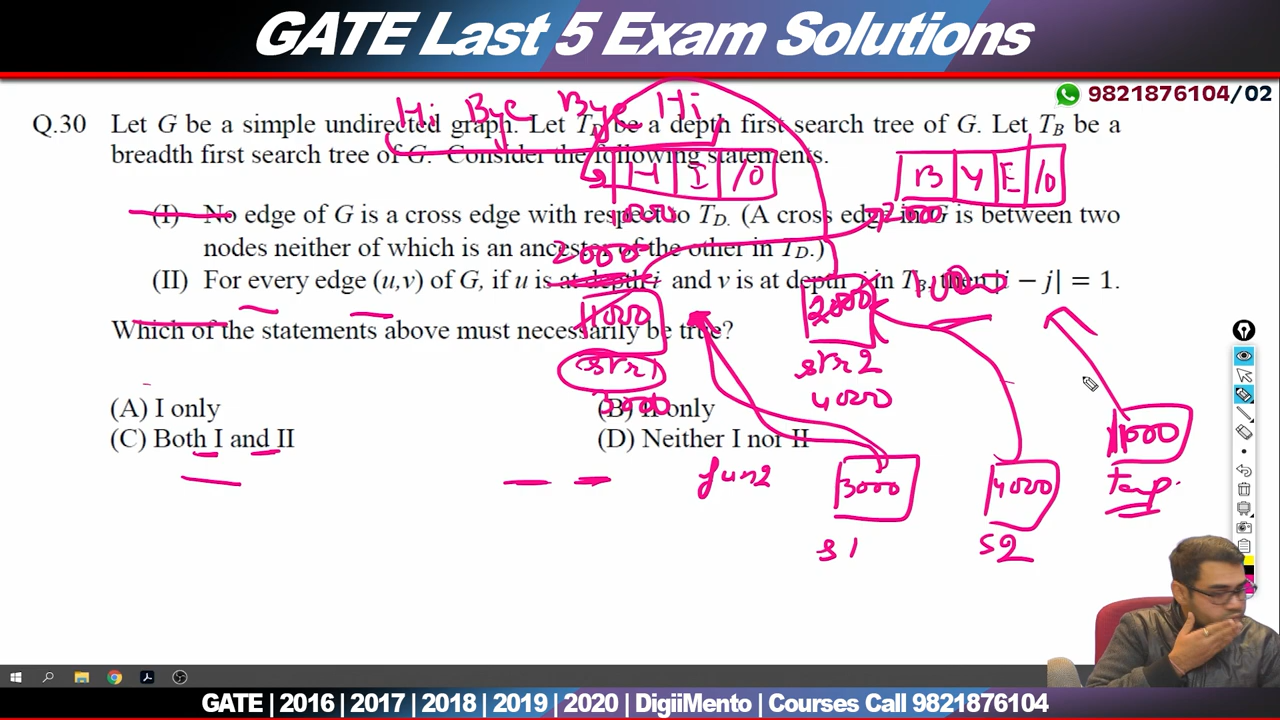 GATE Last 5 Exam Solutions
9821876104/02
Hi Bye Bye Hi
Q.30 Let G be a simple undirected graph. Let T_D be a depth first search tree of G. Let T_B be a
breadth first search tree of G. Consider the following statements.
H I \0
B Y E \0
(I) No edge of G is a cross edge with respect to T_D. (A cross edge in G is between two
1000
2000
nodes neither of which is an ancestor of the other in T_D.)
2000
(II) For every edge (u,v) of G, if u is at depth i and v is at depth j in T_B, then |i − j| = 1.
1000
1000
2000
Which of the statements above must necessarily be true?
str1
str2
3000
4000
(A) I only
(B) II only
(C) Both I and II
(D) Neither I nor II
1000
fun2
3000
4000
Temp.
s1
s2
GATE | 2016 | 2017 | 2018 | 2019 | 2020 | DigiiMento | Courses Call 9821876104